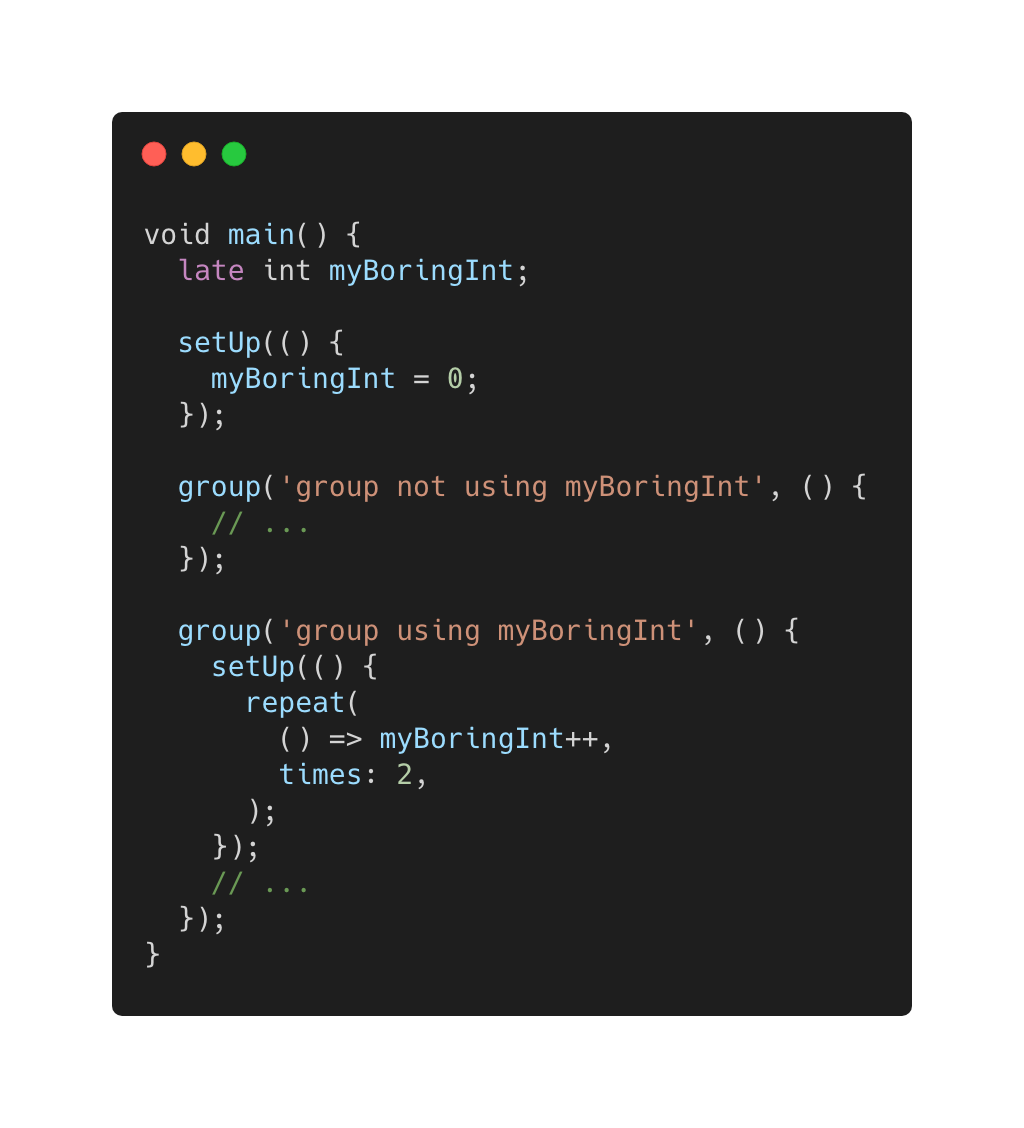 void main() {
  late int myBoringInt;

  setUp(() {
    myBoringInt = 0;
  });

  group('group not using myBoringInt', () {
    // ...
  });

  group('group using myBoringInt', () {
    setUp(() {
      repeat(
        () => myBoringInt++,
        times: 2,
      );
    });
    // ...
  });
}